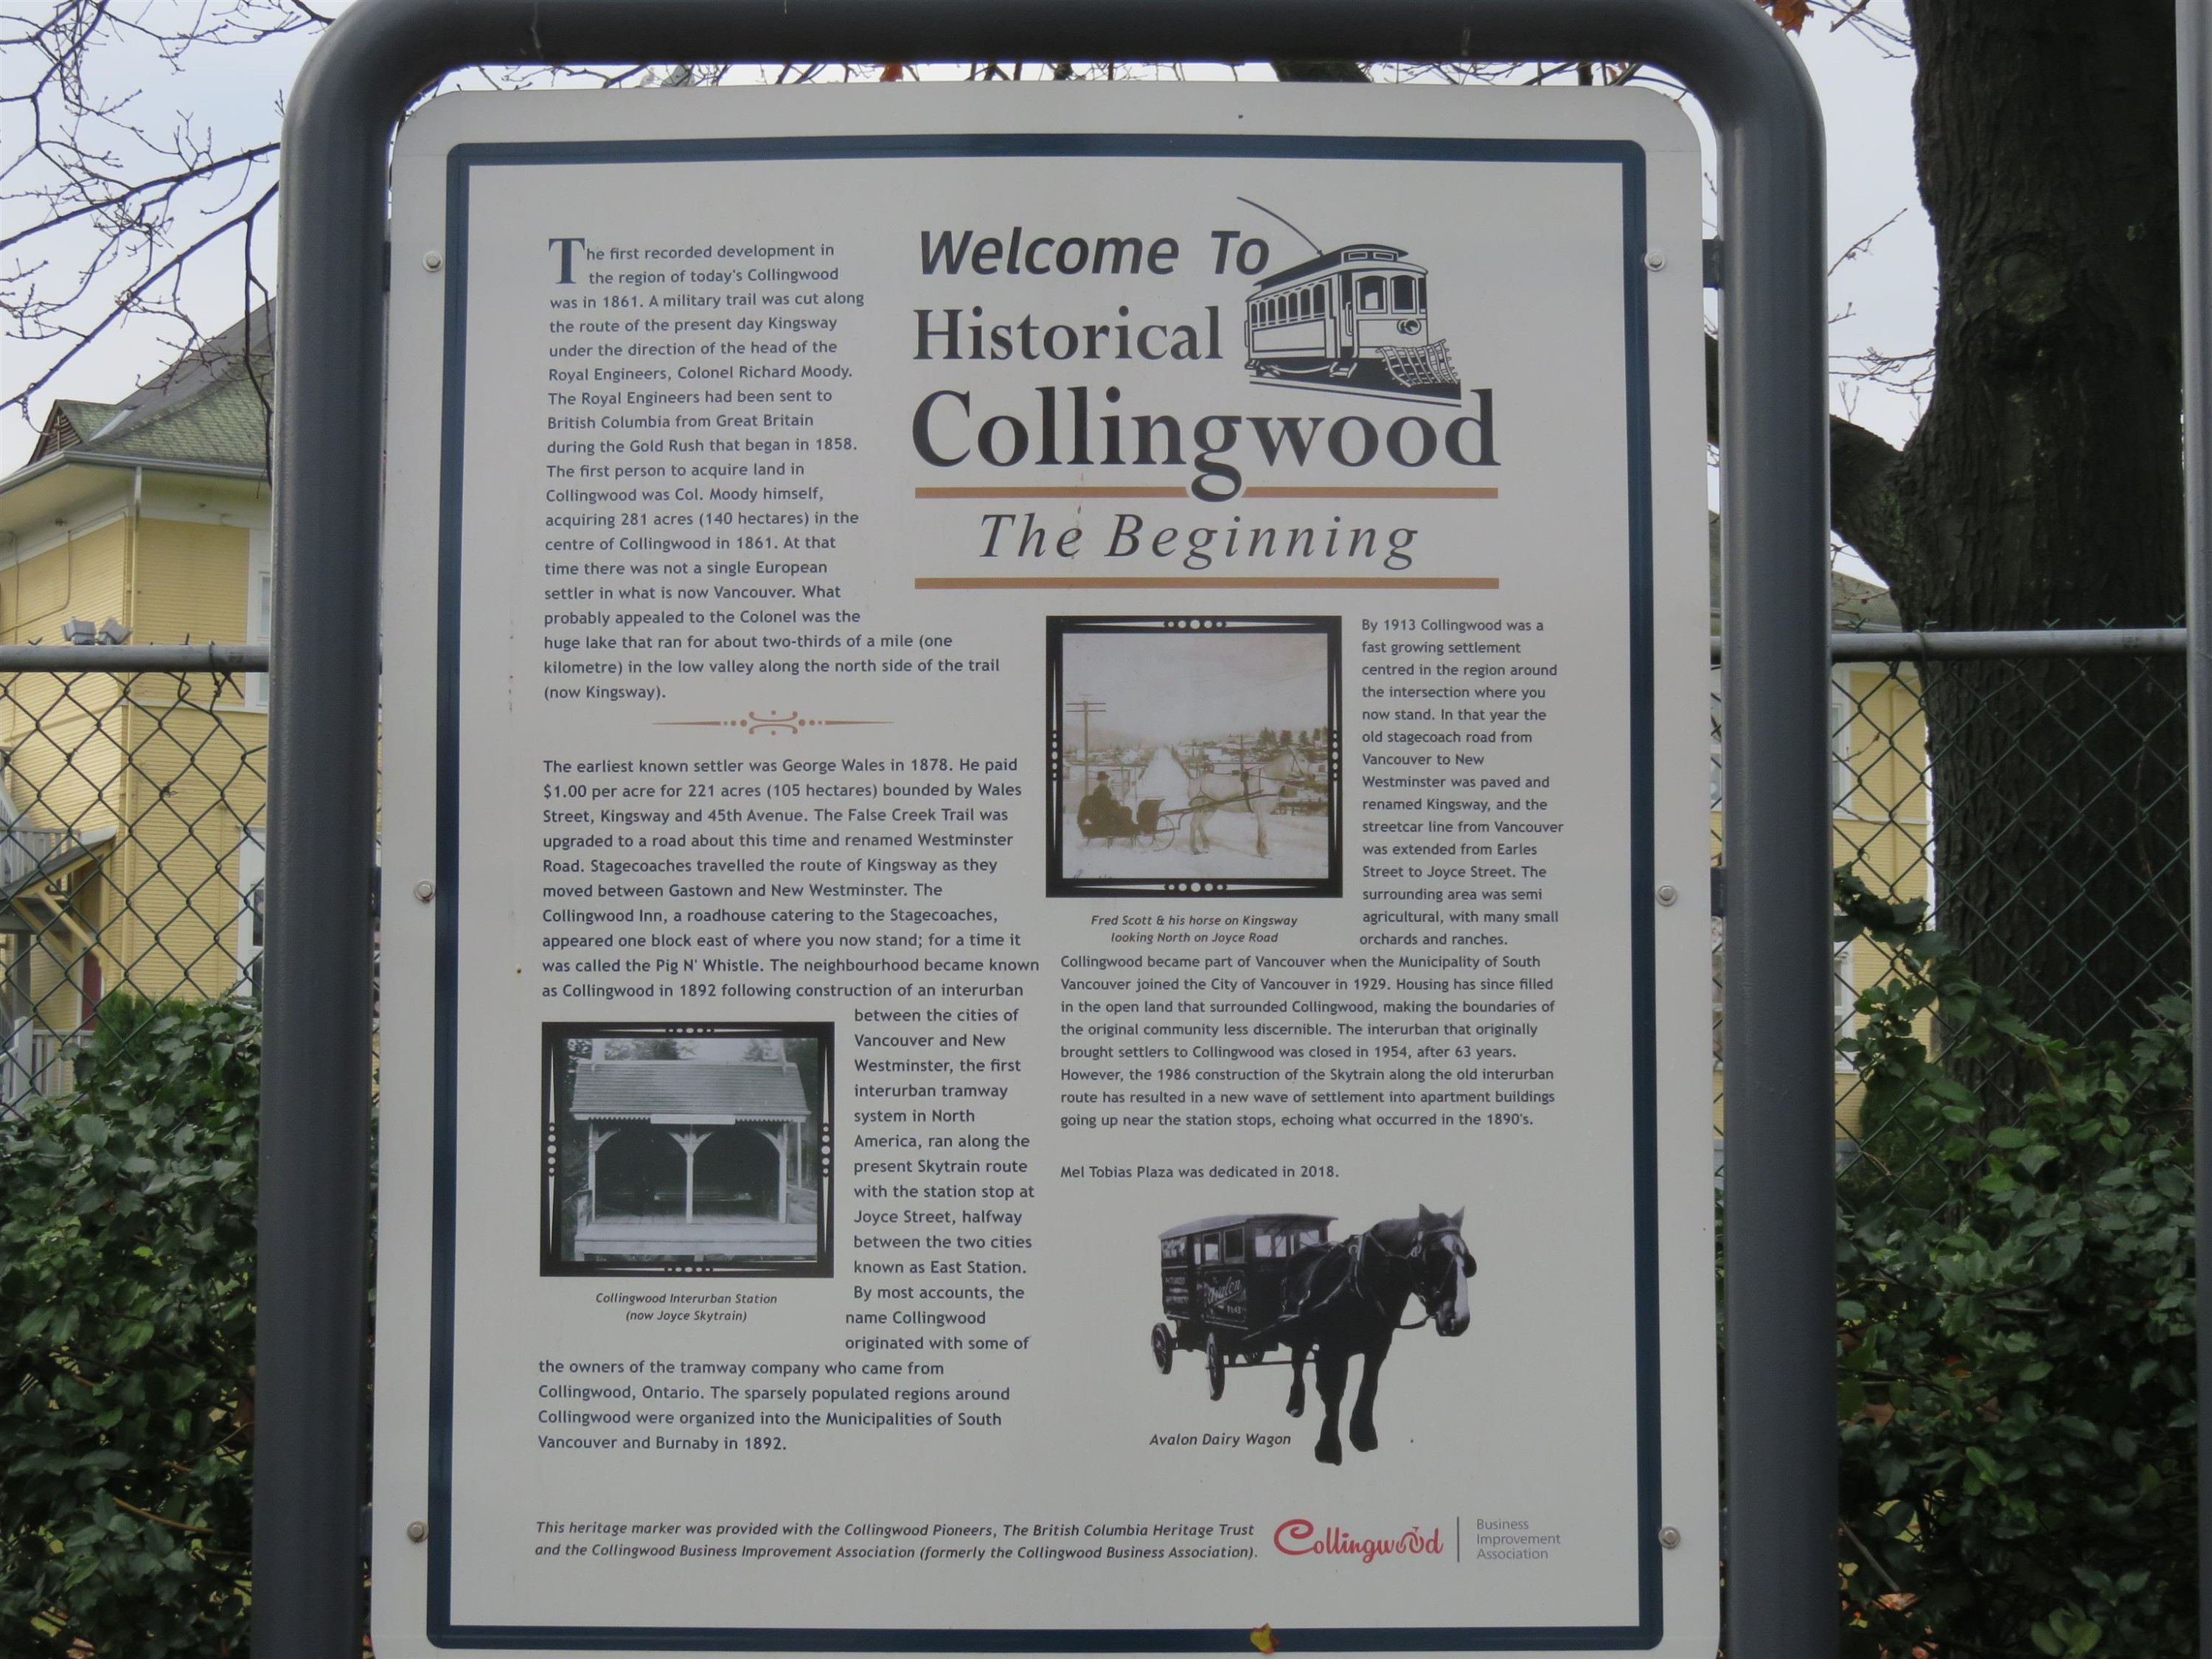 Welcome To
Historical
Collingwood
The Beginning
The first recorded development in
the region of today's Collingwood
was in 1861. A military trail was cut along
the route of the present day Kingsway
under the direction of the head of the
Royal Engineers, Colonel Richard Moody.
The Royal Engineers had been sent to
British Columbia from Great Britain
during the Gold Rush that began in 1858.
The first person to acquire land in
Collingwood was Col. Moody himself,
acquiring 281 acres (140 hectares) in the
centre of Collingwood in 1861. At that
time there was not a single European
settler in what is now Vancouver. What
probably appealed to the Colonel was the
huge lake that ran for about two-thirds of a mile (one
kilometre) in the low valley along the north side of the trail
(now Kingsway).
The earliest known settler was George Wales in 1878. He paid
$1.00 per acre for 221 acres (105 hectares) bounded by Wales
Street, Kingsway and 45th Avenue. The False Creek Trail was
upgraded to a road about this time and renamed Westminster
Road. Stagecoaches travelled the route of Kingsway as they
moved between Gastown and New Westminster. The
Collingwood Inn, a roadhouse catering to the Stagecoaches,
appeared one block east of where you now stand; for a time it
was called the Pig N' Whistle. The neighbourhood became known
as Collingwood in 1892 following construction of an interurban
between the cities of
Vancouver and New
Westminster, the first
interurban tramway
system in North
America, ran along the
present Skytrain route
with the station stop at
Joyce Street, halfway
between the two cities
known as East Station.
By most accounts, the
name Collingwood
originated with some of
the owners of the tramway company who came from
Collingwood, Ontario. The sparsely populated regions around
Collingwood were organized into the Municipalities of South
Vancouver and Burnaby in 1892.
Collingwood Interurban Station
(now Joyce Skytrain)
Fred Scott & his horse on Kingsway
looking North on Joyce Road
By 1913 Collingwood was a
fast growing settlement
centred in the region around
the intersection where you
now stand. In that year the
old stagecoach road from
Vancouver to New
Westminster was paved and
renamed Kingsway, and the
streetcar line from Vancouver
was extended from Earles
Street to Joyce Street. The
surrounding area was semi
agricultural, with many small
orchards and ranches.
Collingwood became part of Vancouver when the Municipality of South
Vancouver joined the City of Vancouver in 1929. Housing has since filled
in the open land that surrounded Collingwood, making the boundaries of
the original community less discernible. The interurban that originally
brought settlers to Collingwood was closed in 1954, after 63 years.
However, the 1986 construction of the Skytrain along the old interurban
route has resulted in a new wave of settlement into apartment buildings
going up near the station stops, echoing what occurred in the 1890's.
Mel Tobias Plaza was dedicated in 2018.
Avalon
Avalon Dairy Wagon
This heritage marker was provided with the Collingwood Pioneers, The British Columbia Heritage Trust
and the Collingwood Business Improvement Association (formerly the Collingwood Business Association).
Collingwood
Business
Improvement
Association